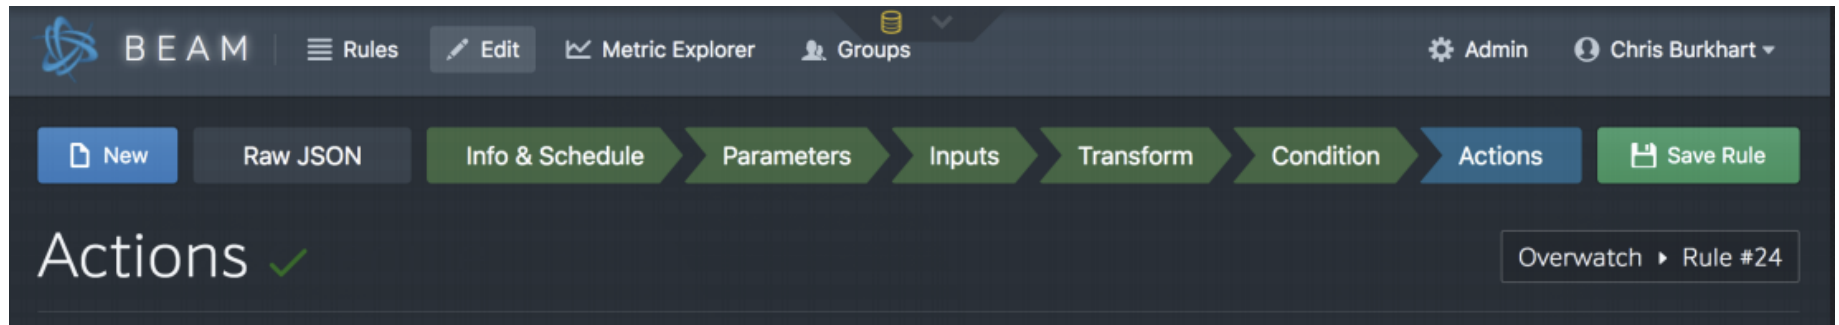 BEAM Rules Edit Metric Explorer Groups Admin Chris Burkhart
New Raw JSON Info & Schedule Parameters Inputs Transform Condition Actions Save Rule
Actions Overwatch Rule #24